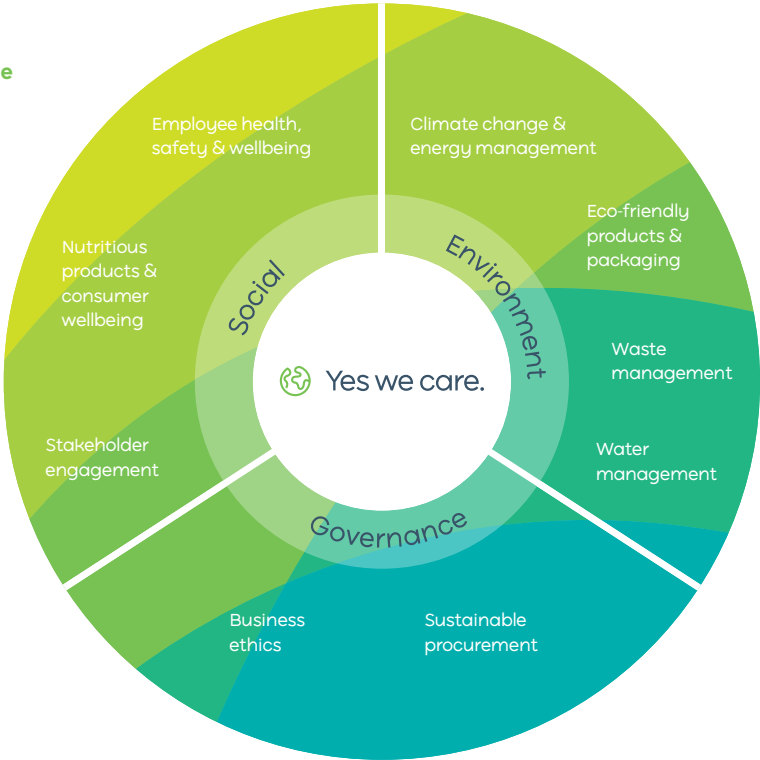 e
Employee health,
safety & wellbeing
Climate change &
energy management
Eco-friendly
products &
packaging
Nutritious
products &
consumer
wellbeing
Social
Environment
Waste
management
Yes we care.
Stakeholder
engagement
Water
management
Governance
Business
ethics
Sustainable
procurement